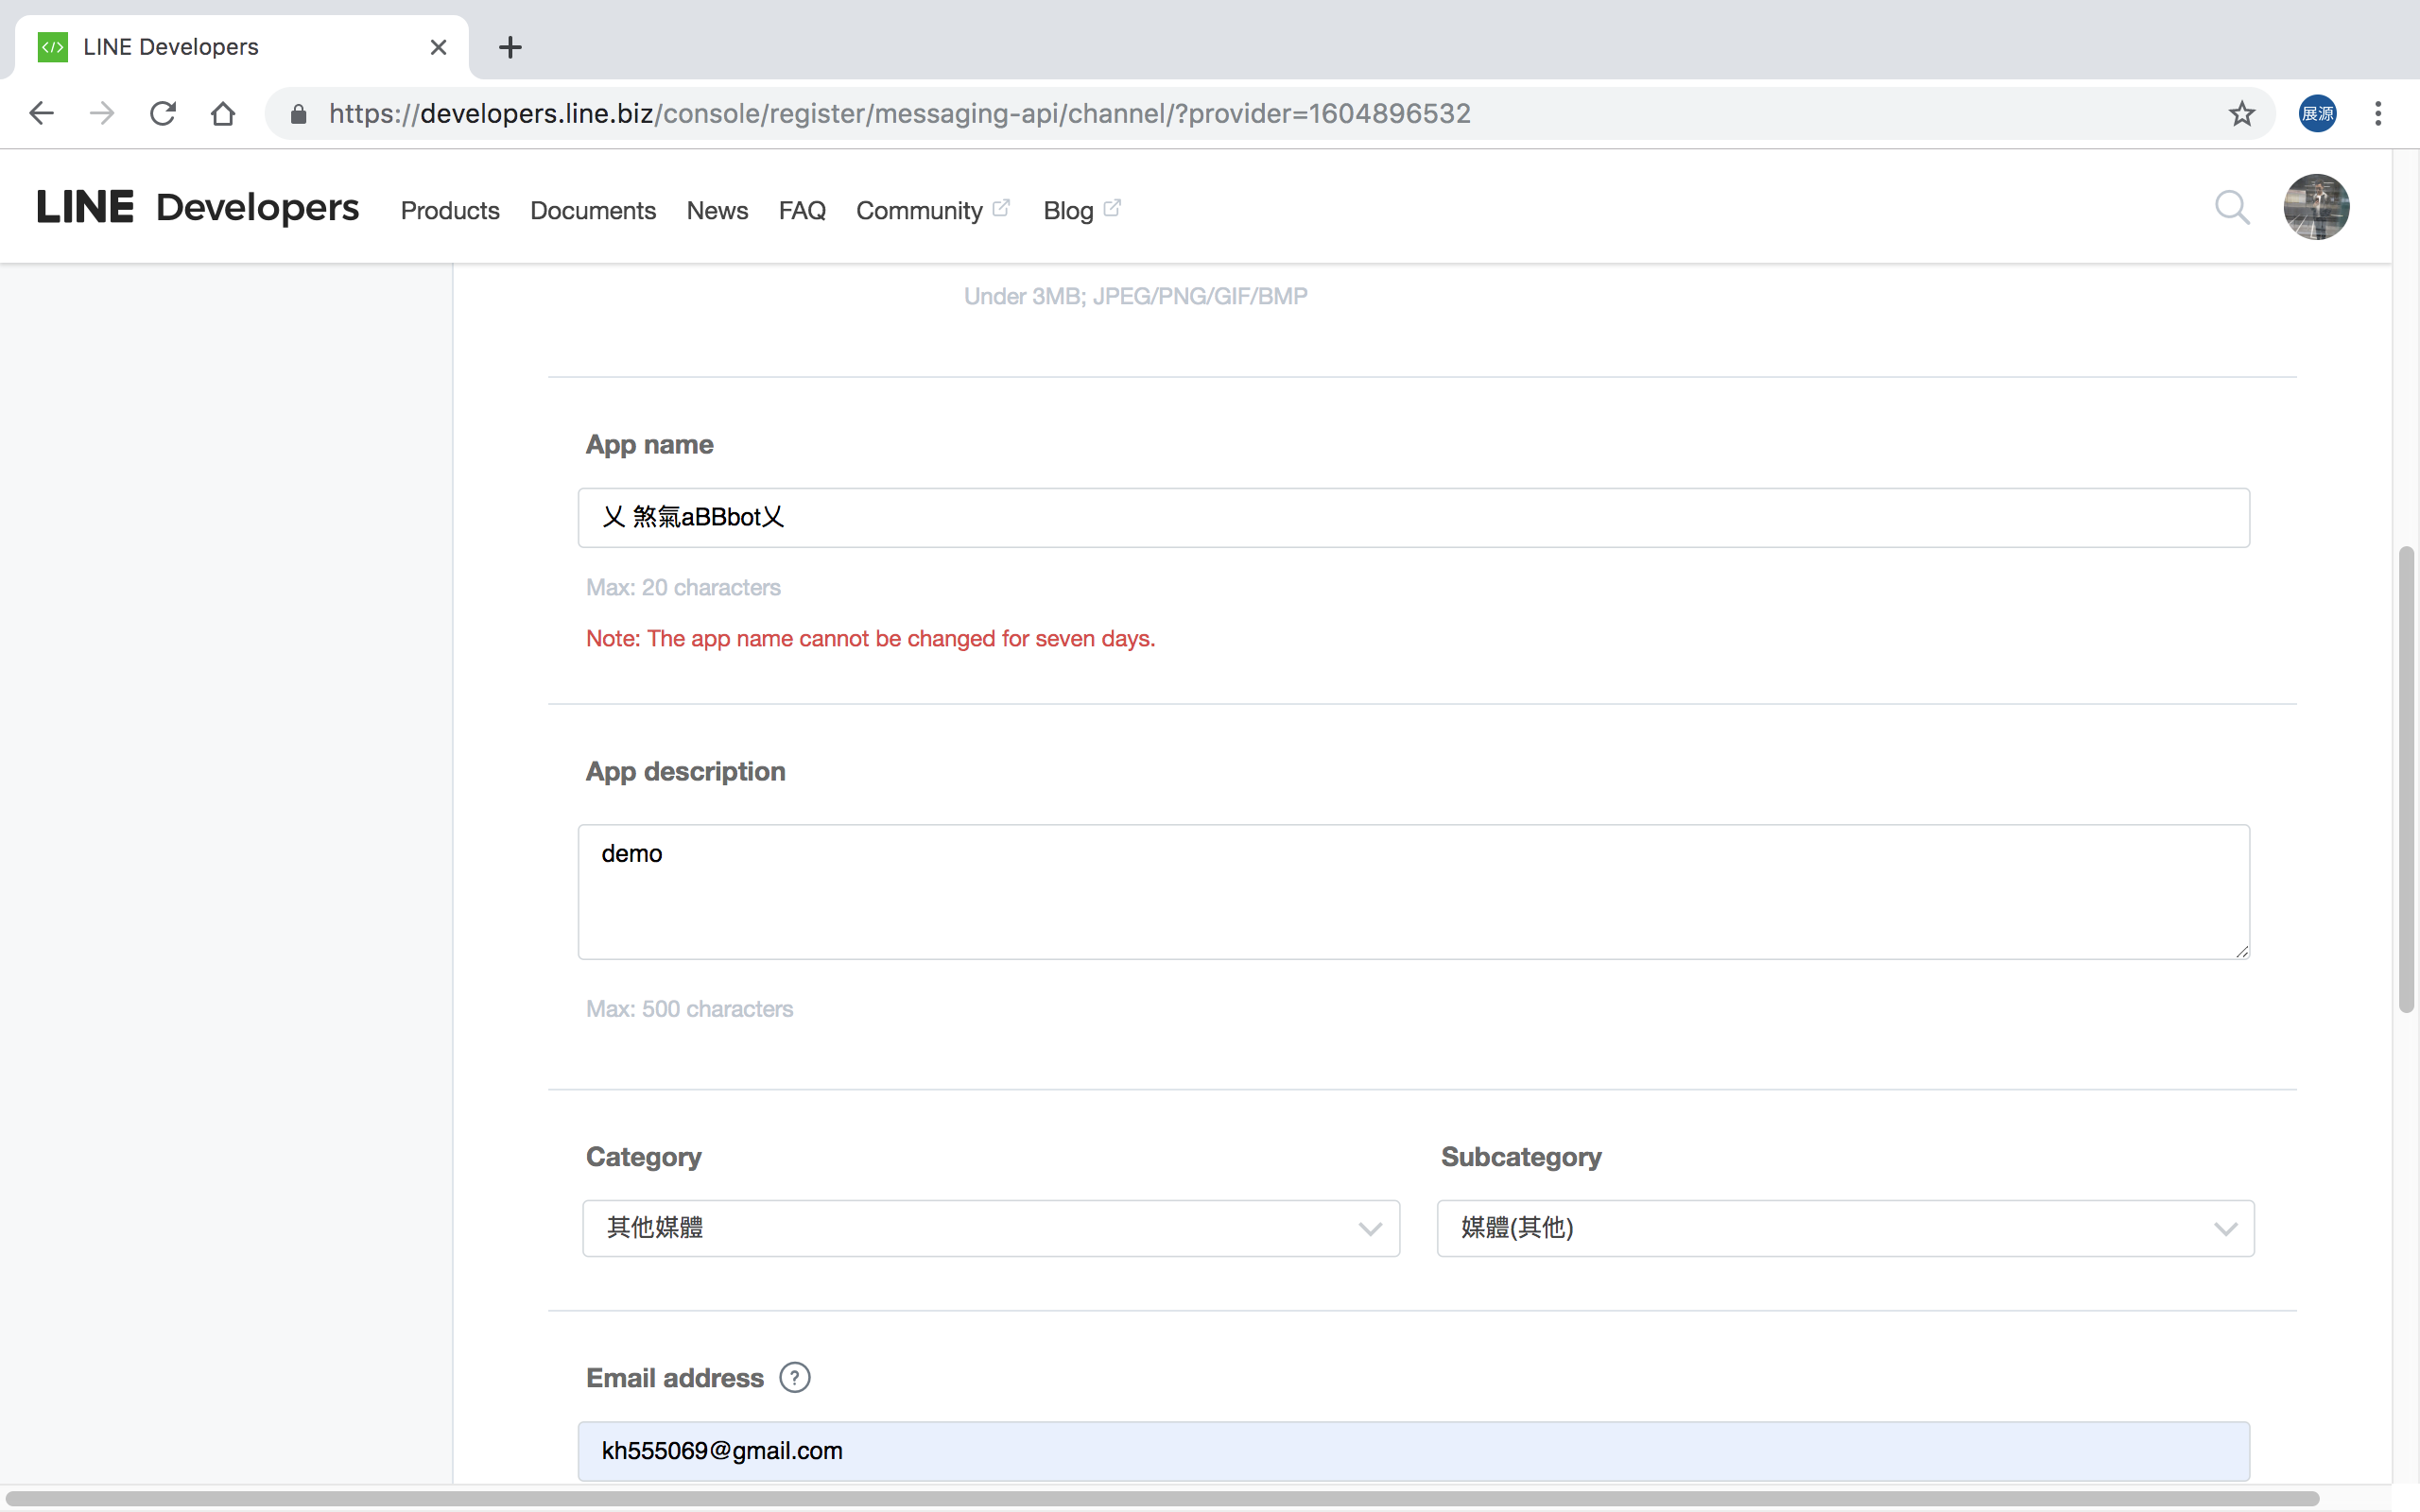 LINE Developers
https://developers.line.biz/console/register/messaging-api/channel/?provider=1604896532
展源
LINE Developers Products Documents News FAQ Community Blog
Under 3MB; JPEG/PNG/GIF/BMP
App name
乂 煞氣aBBbot乂
Max: 20 characters
Note: The app name cannot be changed for seven days.
App description
demo
Max: 500 characters
Category Subcategory
其他媒體 媒體(其他)
Email address ?
kh555069@gmail.com